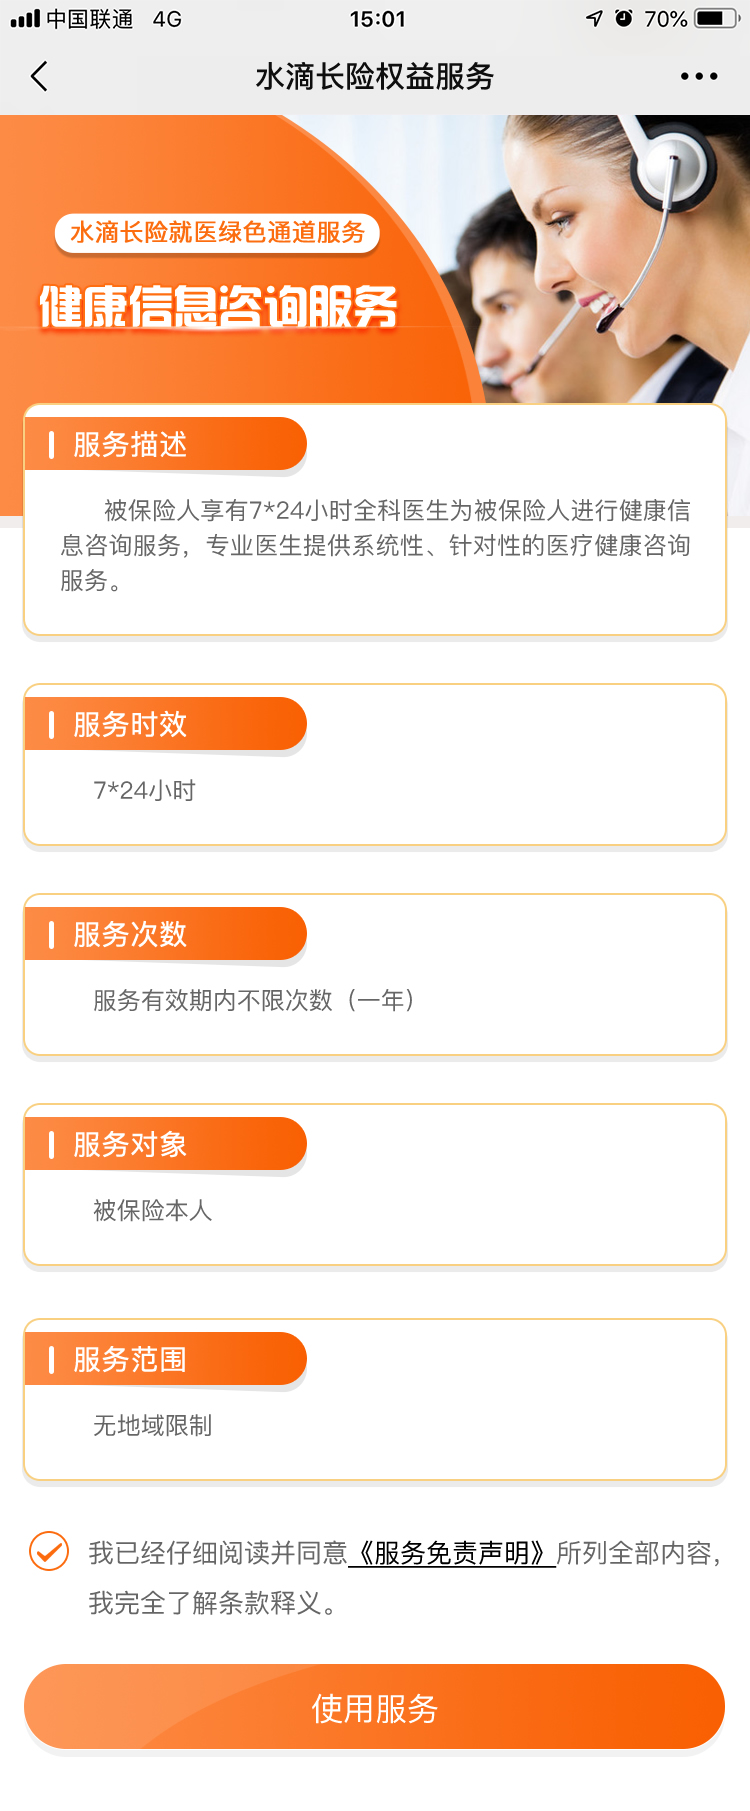 中国联通 4G 15:01 70%
水滴长险权益服务
水滴长险就医绿色通道服务
健康信息咨询服务
服务描述
被保险人享有7*24小时全科医生为被保险人进行健康信
息咨询服务，专业医生提供系统性、针对性的医疗健康咨询
服务。
服务时效
7*24小时
服务次数
服务有效期内不限次数（一年）
服务对象
被保险本人
服务范围
无地域限制
我已经仔细阅读并同意《服务免责声明》所列全部内容，
我完全了解条款释义。
使用服务